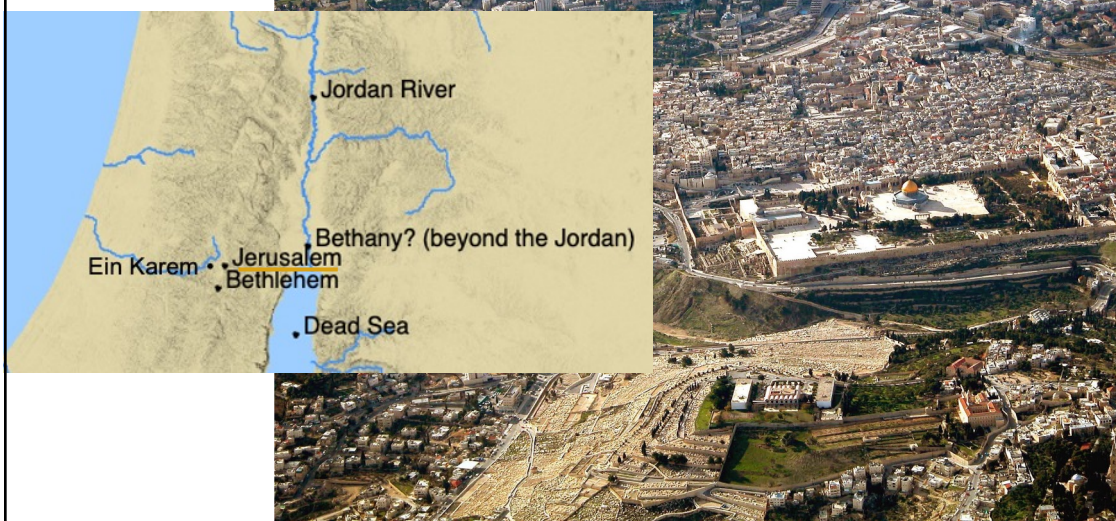 Jordan River
Bethany? (beyond the Jordan)
Jerusalem
Ein Karem
Bethlehem
Dead Sea